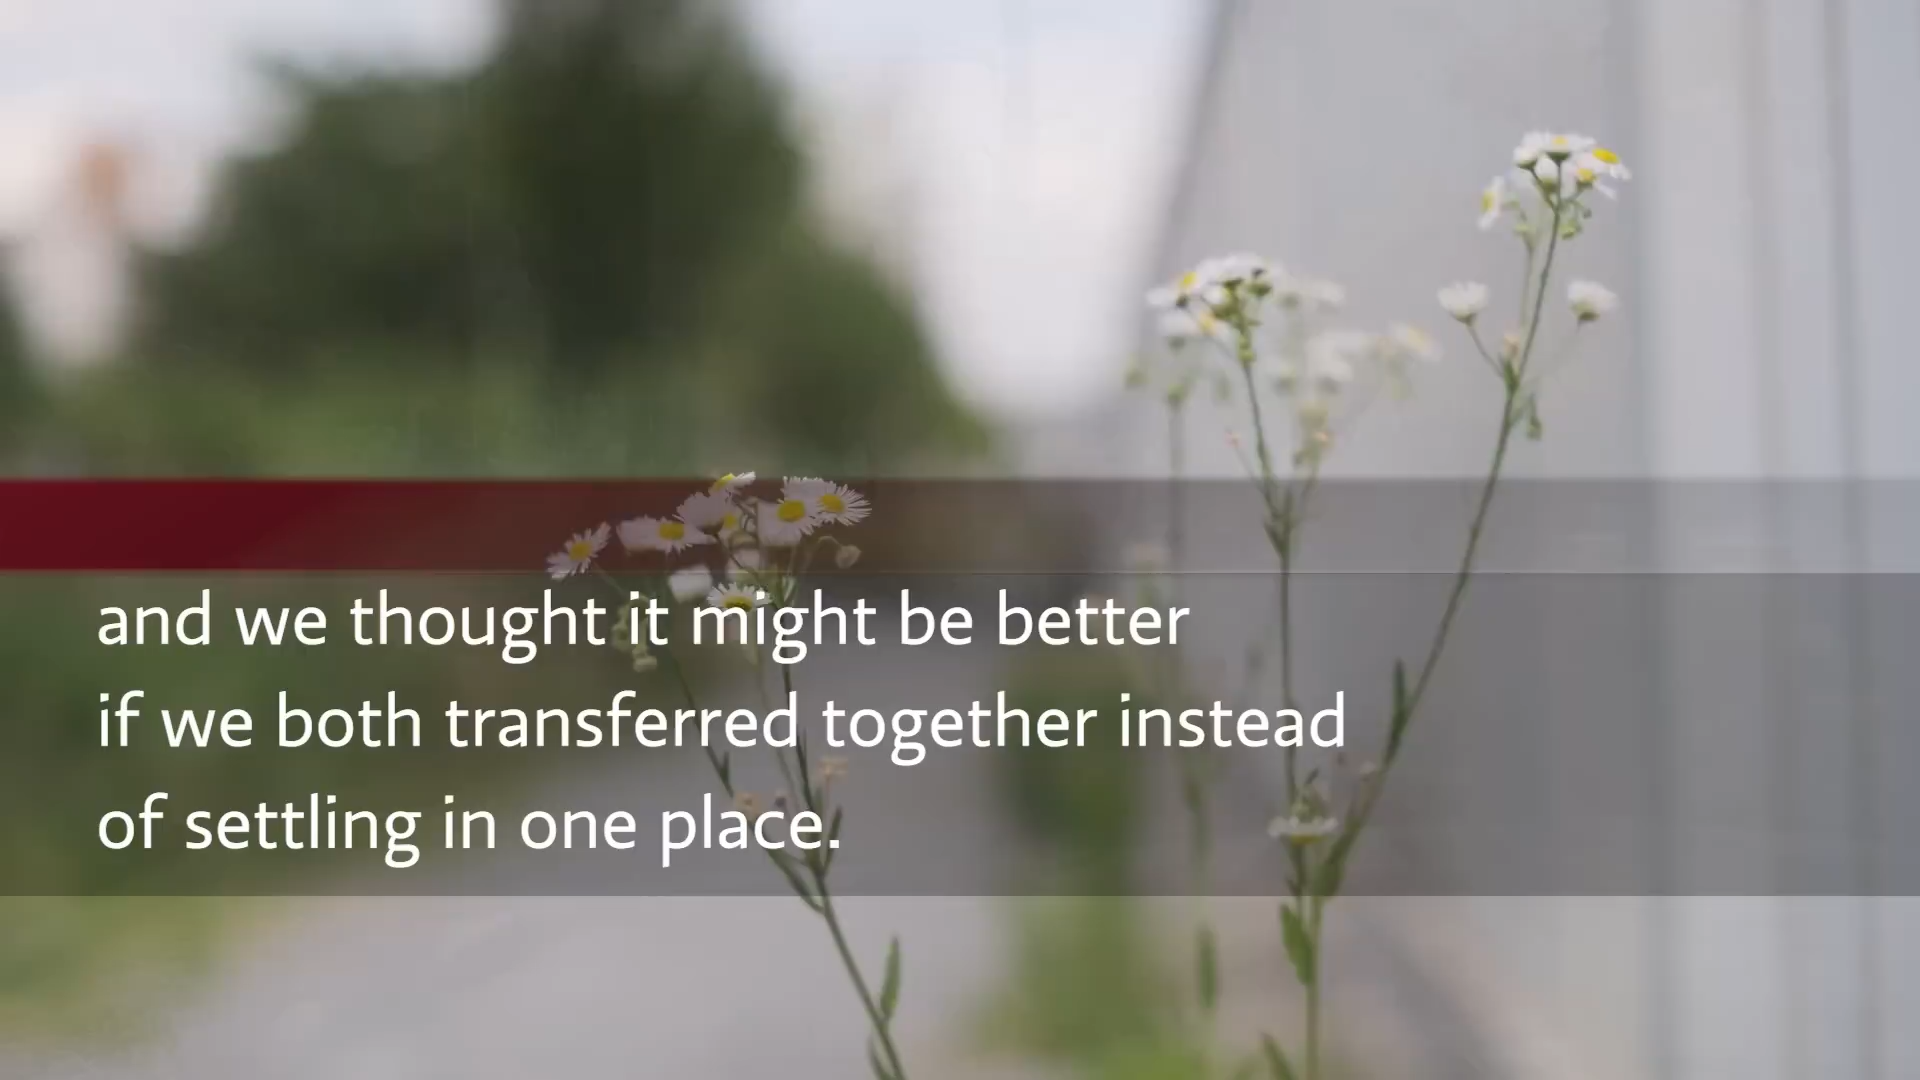 and we thought it might be better
if we both transferred together instead
of settling in one place.